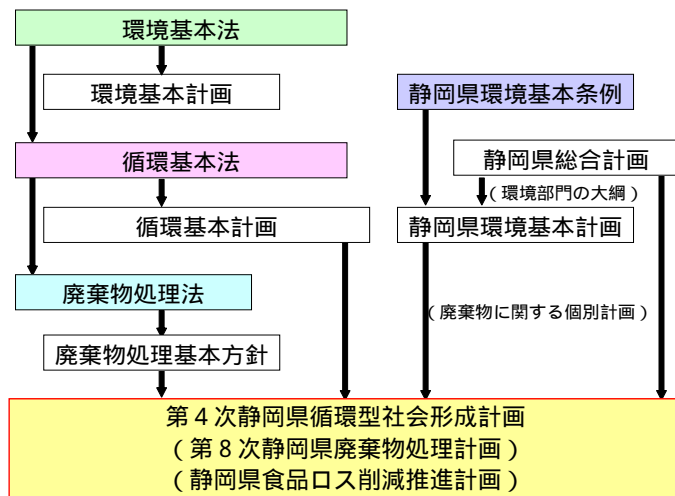 環境基本法
環境基本計画
静岡県環境基本条例
循環基本法
静岡県総合計画
（環境部門の大綱）
循環基本計画
静岡県環境基本計画
廃棄物処理法
（廃棄物に関する個別計画）
廃棄物処理基本方針
第４次静岡県循環型社会形成計画
（第８次静岡県廃棄物処理計画）
（静岡県食品ロス削減推進計画）